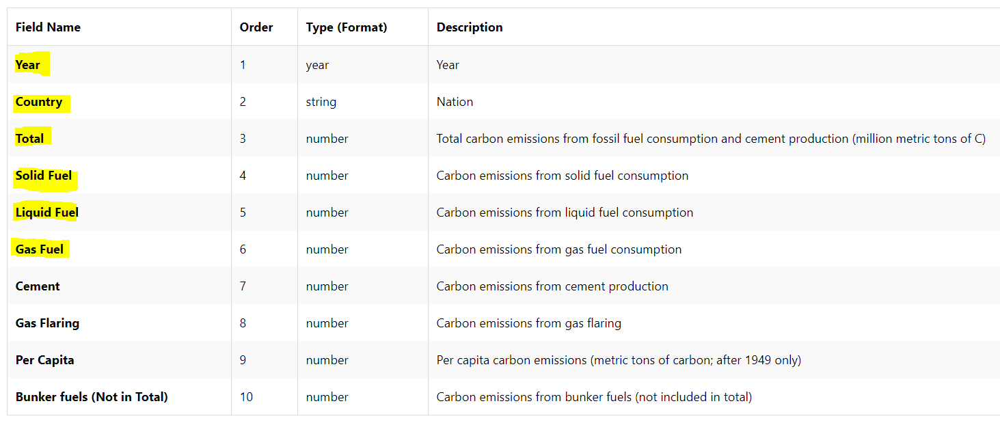 Field Name Order Type (Format) Description
Year 1 year Year
Country 2 string Nation
Total 3 number Total carbon emissions from fossil fuel consumption and cement production (million metric tons of C)
Solid Fuel 4 number Carbon emissions from solid fuel consumption
Liquid Fuel 5 number Carbon emissions from liquid fuel consumption
Gas Fuel 6 number Carbon emissions from gas fuel consumption
Cement 7 number Carbon emissions from cement production
Gas Flaring 8 number Carbon emissions from gas flaring
Per Capita 9 number Per capita carbon emissions (metric tons of carbon; after 1949 only)
Bunker fuels (Not in Total) 10 number Carbon emissions from bunker fuels (not included in total)